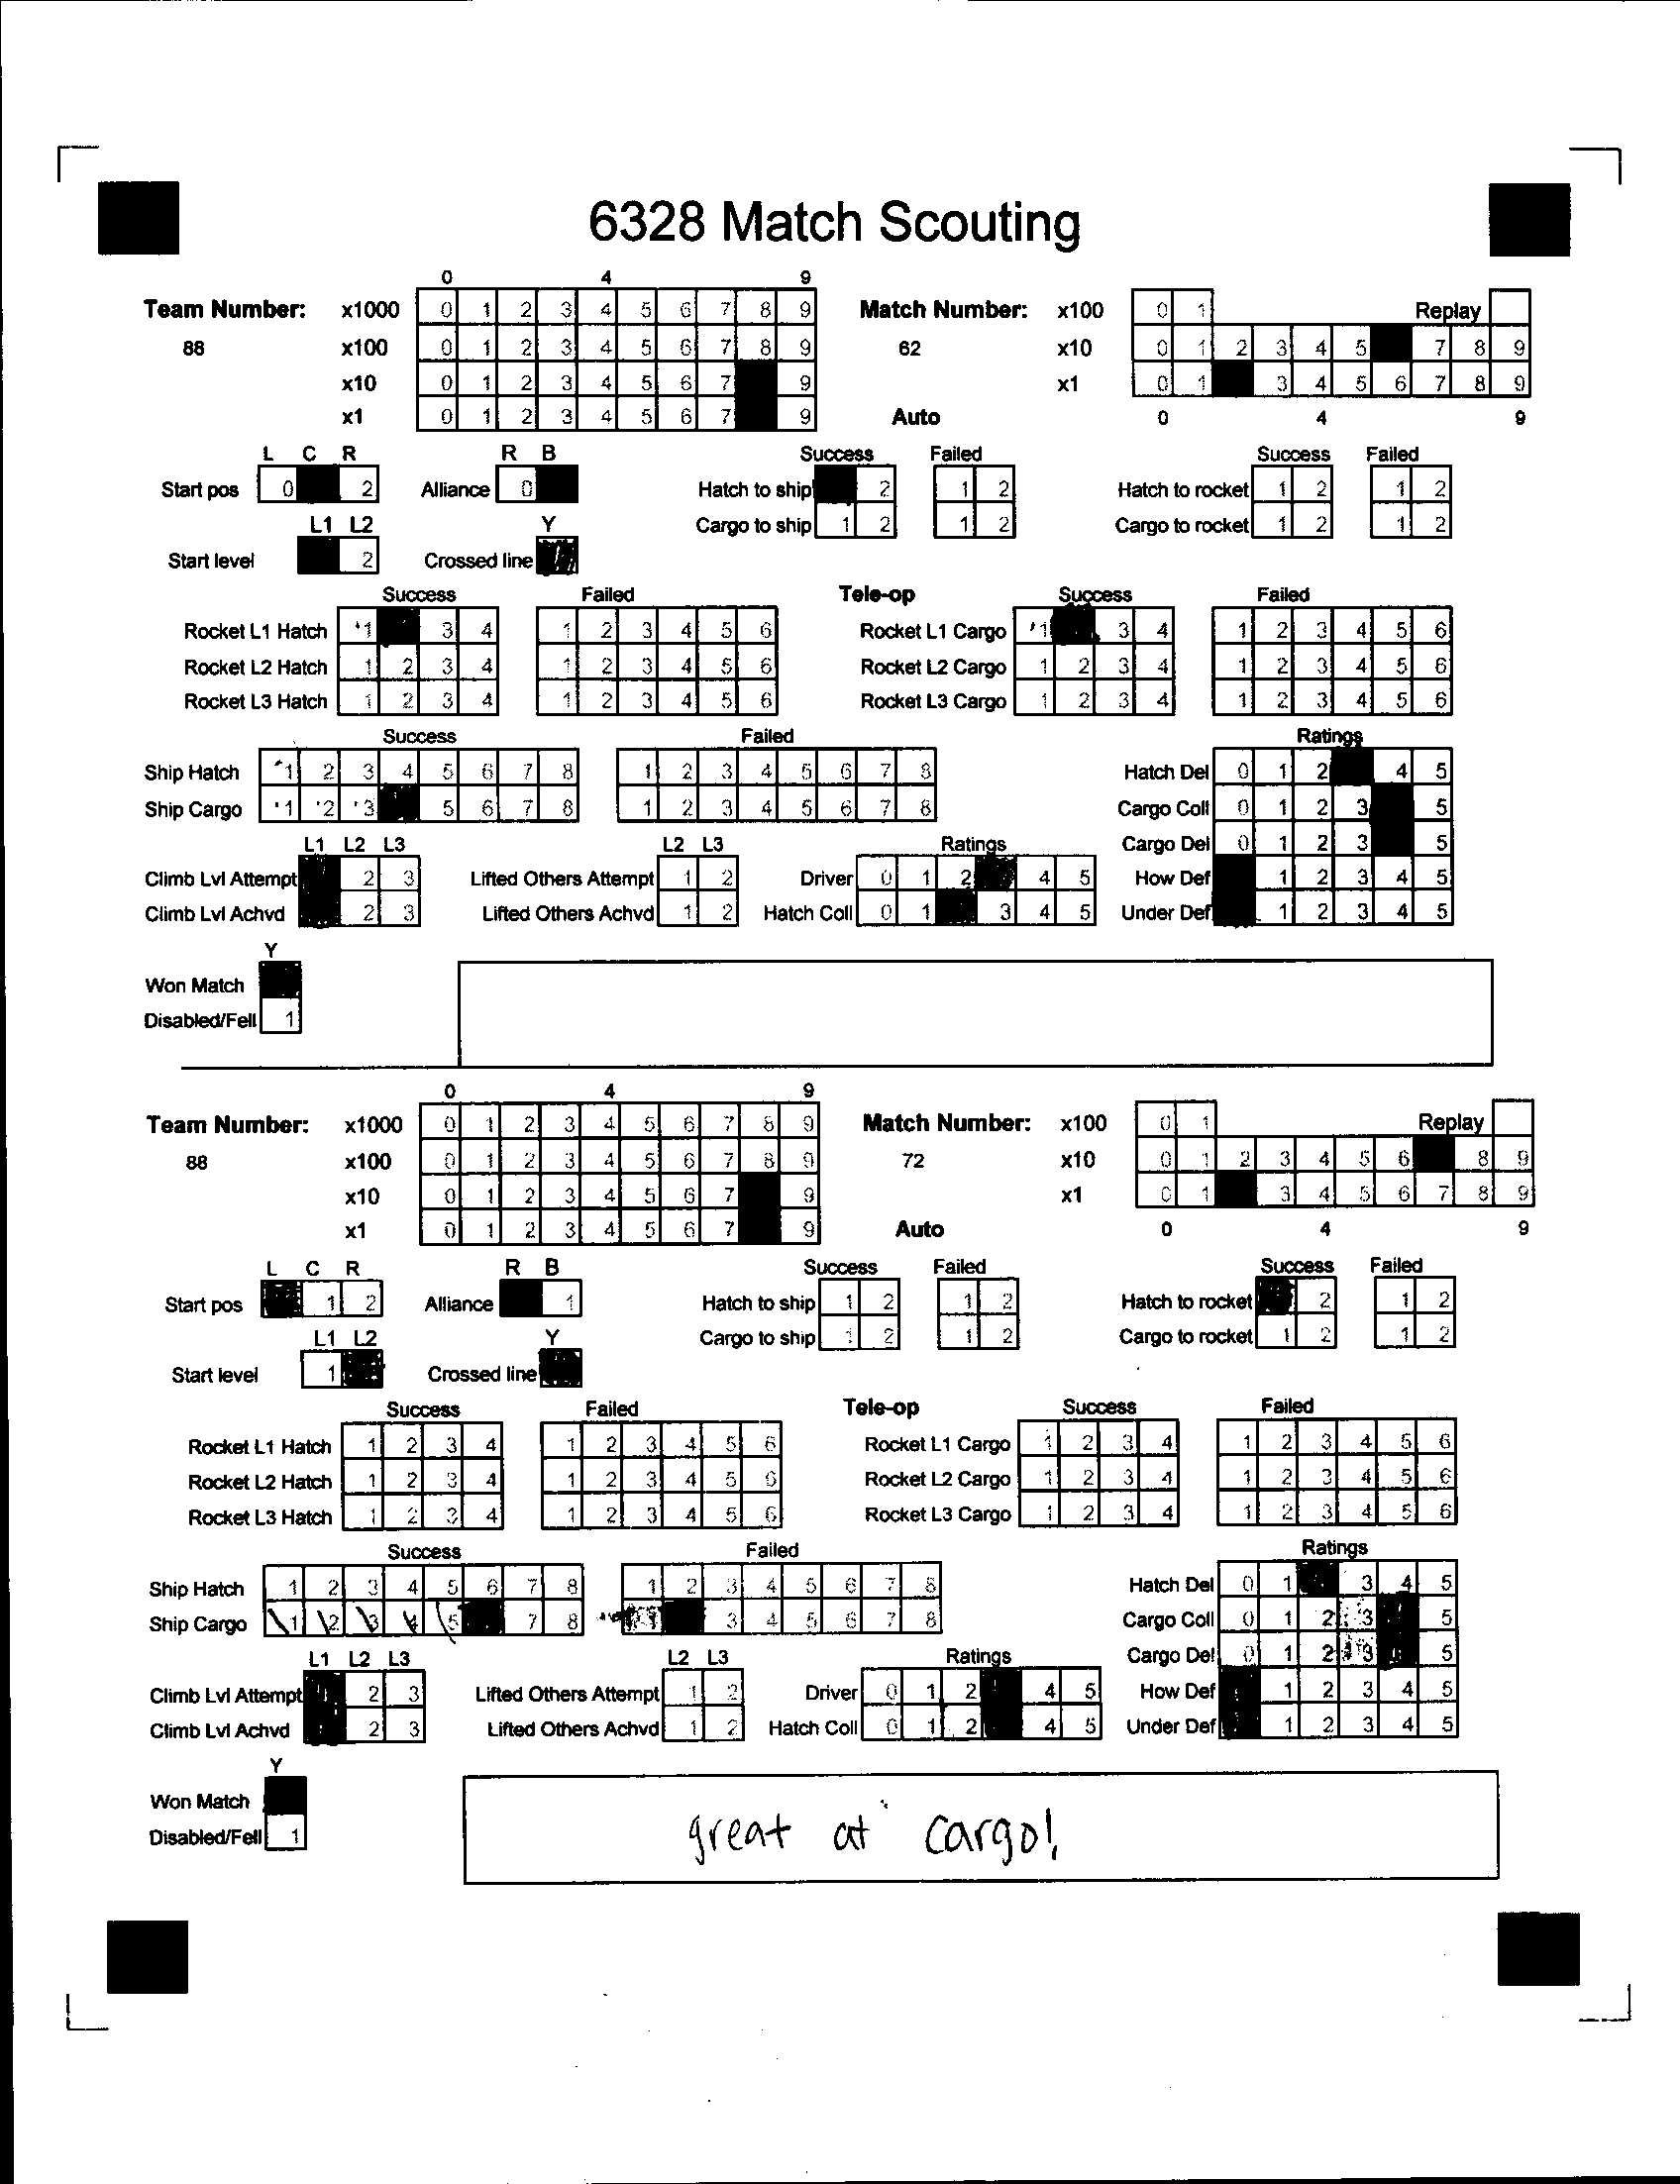 6328 Match Scouting
0 4 9
Team Number: x1000 0 1 2 3 4 5 6 7 8 9 Match Number: x100 0 1 Replay
88 x100 0 1 2 3 4 5 6 7 8 9 62 x10 0 1 2 3 4 5 7 8 9
x10 0 1 2 3 4 5 6 7 9 x1 0 1 3 4 5 6 7 8 9
x1 0 1 2 3 4 5 6 7 9 Auto 0 4 9
L C R R B Success Failed Success Failed
Start pos 0 2 Alliance 0 Hatch to ship 2 1 2 Hatch to rocket 1 2 1 2
L1 L2 Y Cargo to ship 1 2 1 2 Cargo to rocket 1 2 1 2
Start level 2 Crossed line
Success Failed Tele-op Success Failed
Rocket L1 Hatch 1 3 4 1 2 3 4 5 6 Rocket L1 Cargo 1 3 4 1 2 3 4 5 6
Rocket L2 Hatch 1 2 3 4 1 2 3 4 5 6 Rocket L2 Cargo 1 2 3 4 1 2 3 4 5 6
Rocket L3 Hatch 1 2 3 4 1 2 3 4 5 6 Rocket L3 Cargo 1 2 3 4 1 2 3 4 5 6
Success Failed Ratings
Ship Hatch 1 2 3 4 5 6 7 8 1 2 3 4 5 6 7 8 Hatch Del 0 1 2 4 5
Ship Cargo 1 2 3 5 6 7 8 1 2 3 4 5 6 7 8 Cargo Coll 0 1 2 3 5
L1 L2 L3 L2 L3 Ratings Cargo Del 0 1 2 3 5
Climb Lvl Attempt 2 3 Lifted Others Attempt 1 2 Driver 0 1 2 4 5 How Def 1 2 3 4 5
Climb Lvl Achvd 2 3 Lifted Others Achvd 1 2 Hatch Coll 0 1 3 4 5 Under Def 1 2 3 4 5
Y
Won Match
Disabled/Fell 1
0 4 9
Team Number: x1000 0 1 2 3 4 5 6 7 8 9 Match Number: x100 0 1 Replay
88 x100 0 1 2 3 4 5 6 7 8 9 72 x10 0 1 2 3 4 5 6 8 9
x10 0 1 2 3 4 5 6 7 9 x1 0 1 3 4 5 6 7 8 9
x1 0 1 2 3 4 5 6 7 9 Auto 0 4 9
L C R R B Success Failed Success Failed
Start pos 1 2 Alliance 1 Hatch to ship 1 2 1 2 Hatch to rocket 2 1 2
L1 L2 Y Cargo to ship 1 2 1 2 Cargo to rocket 1 2 1 2
Start level 1 Crossed line
Success Failed Tele-op Success Failed
Rocket L1 Hatch 1 2 3 4 1 2 3 4 5 6 Rocket L1 Cargo 1 2 3 4 1 2 3 4 5 6
Rocket L2 Hatch 1 2 3 4 1 2 3 4 5 6 Rocket L2 Cargo 1 2 3 4 1 2 3 4 5 6
Rocket L3 Hatch 1 2 3 4 1 2 3 4 5 6 Rocket L3 Cargo 1 2 3 4 1 2 3 4 5 6
Success Failed Ratings
Ship Hatch 1 2 3 4 5 6 7 8 1 2 3 4 5 6 7 8 Hatch Del 0 1 3 4 5
Ship Cargo 1 2 3 4 5 7 8 1 3 4 5 6 7 8 Cargo Coll 0 1 2 3 5
L1 L2 L3 L2 L3 Ratings Cargo Del 0 1 2 3 5
Climb Lvl Attempt 2 3 Lifted Others Attempt 1 2 Driver 0 1 2 4 5 How Def 1 2 3 4 5
Climb Lvl Achvd 2 3 Lifted Others Achvd 1 2 Hatch Coll 0 1 2 4 5 Under Def 1 2 3 4 5
Y
Won Match
Disabled/Fell 1
great at cargo!